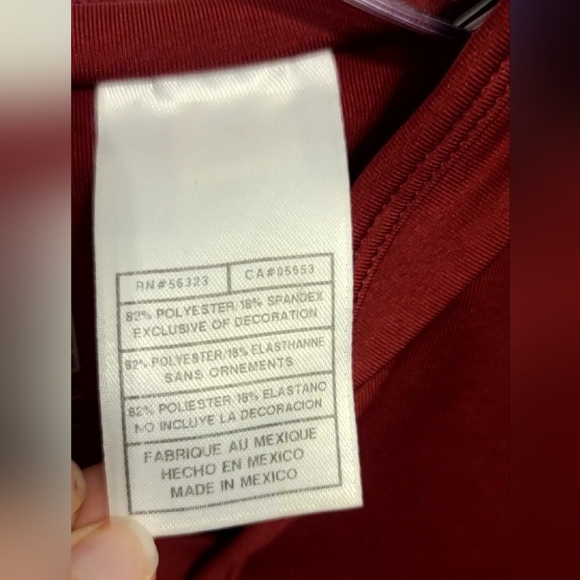 RN#56323 CA#05553
82% POLYESTER/18% SPANDEX
EXCLUSIVE OF DECORATION
82% POLYESTER/18% ELASTHANNE
SANS ORNEMENTS
82% POLIESTER/18% ELASTANO
NO INCLUYE LA DECORACION
FABRIQUE AU MEXIQUE
HECHO EN MEXICO
MADE IN MEXICO